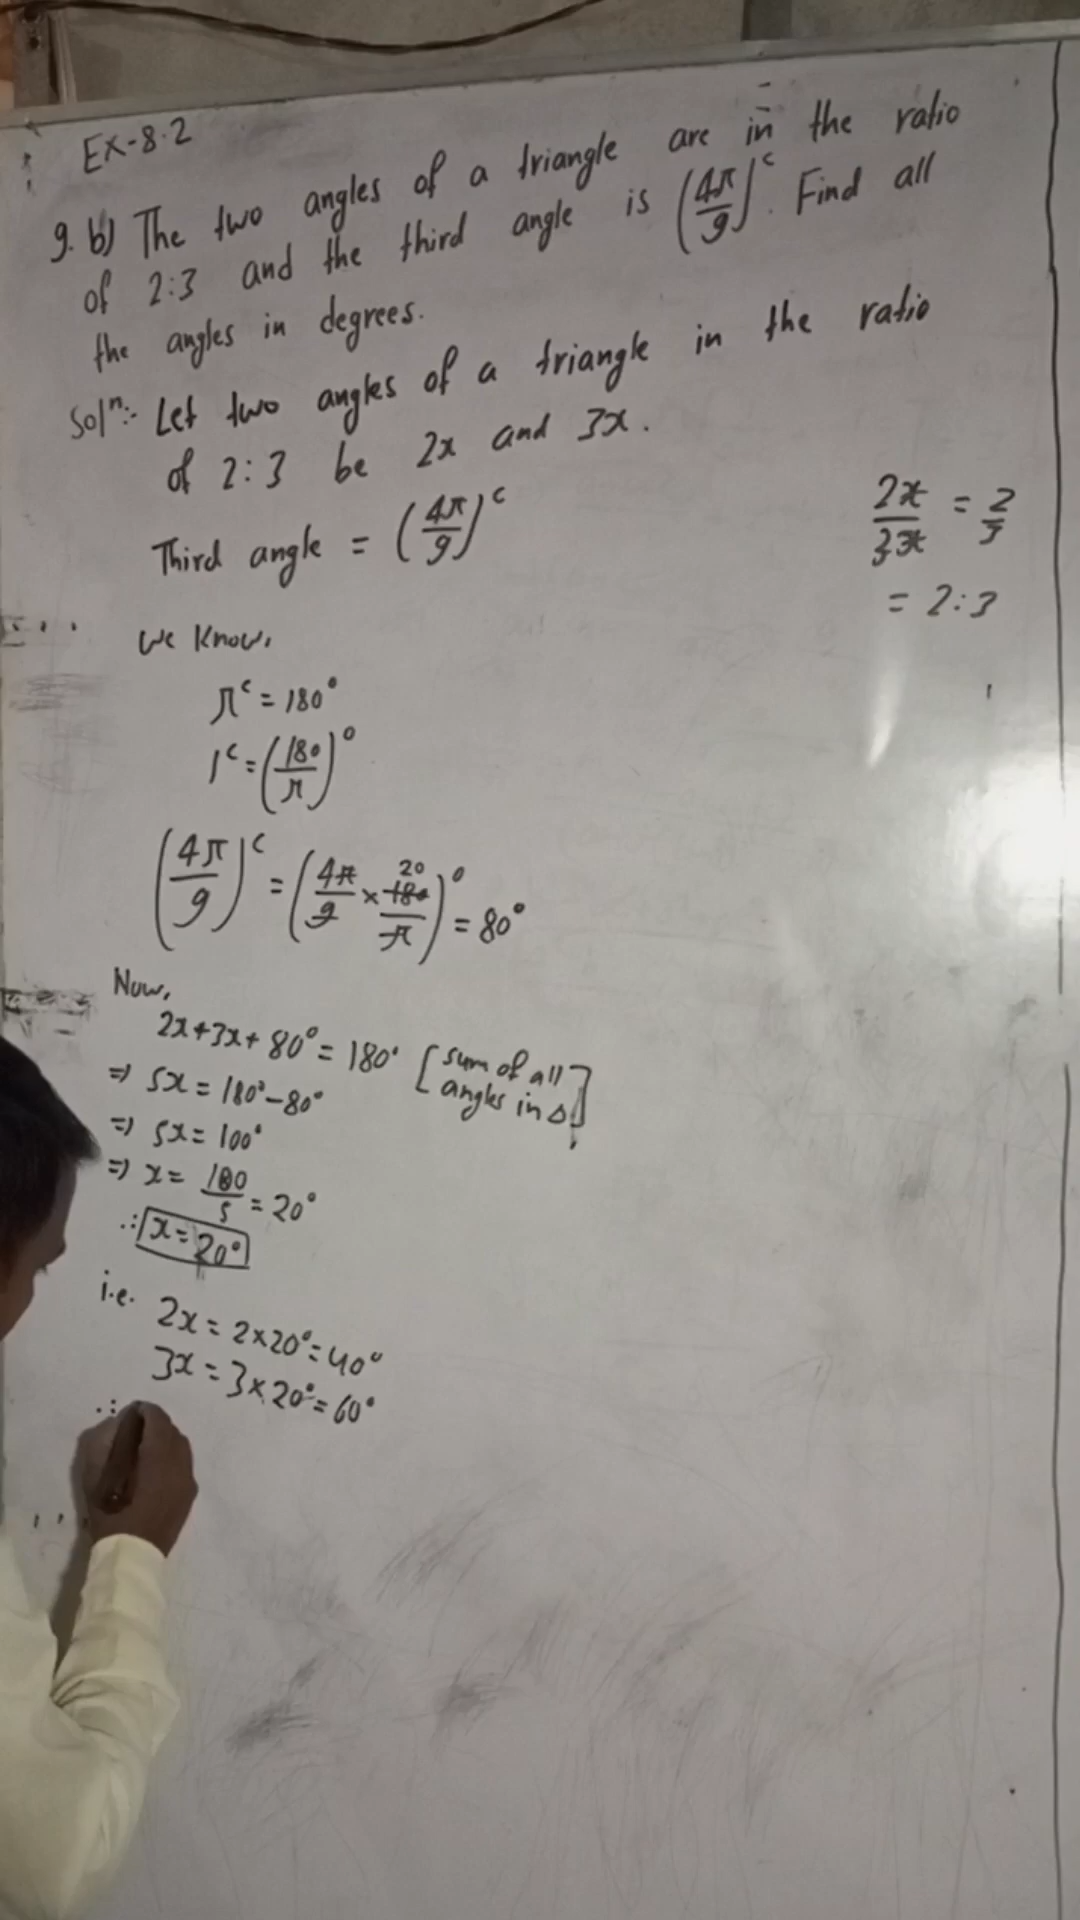 Ex-8.2
9. b) The two angles of a triangle are in the ratio
of 2:3 and the third angle is (4π/9)ᶜ. Find all
the angles in degrees.
Solⁿ:- Let two angles of a triangle in the ratio
of 2:3 be 2x and 3x.
Third angle = (4π/9)ᶜ
2x/3x = 2/3
= 2:3
We know,
πᶜ = 180°
1ᶜ = (180/π)°
(4π/9)ᶜ = (4π/9 × 180/π)° = 80°
20
Now,
2x+3x+80° = 180° [sum of all
angles in Δ]
=> 5x = 180°-80°
=> 5x = 100°
=> x = 100/5 = 20°
∴ x = 20°
i.e. 2x = 2×20° = 40°
3x = 3×20° = 60°
∴